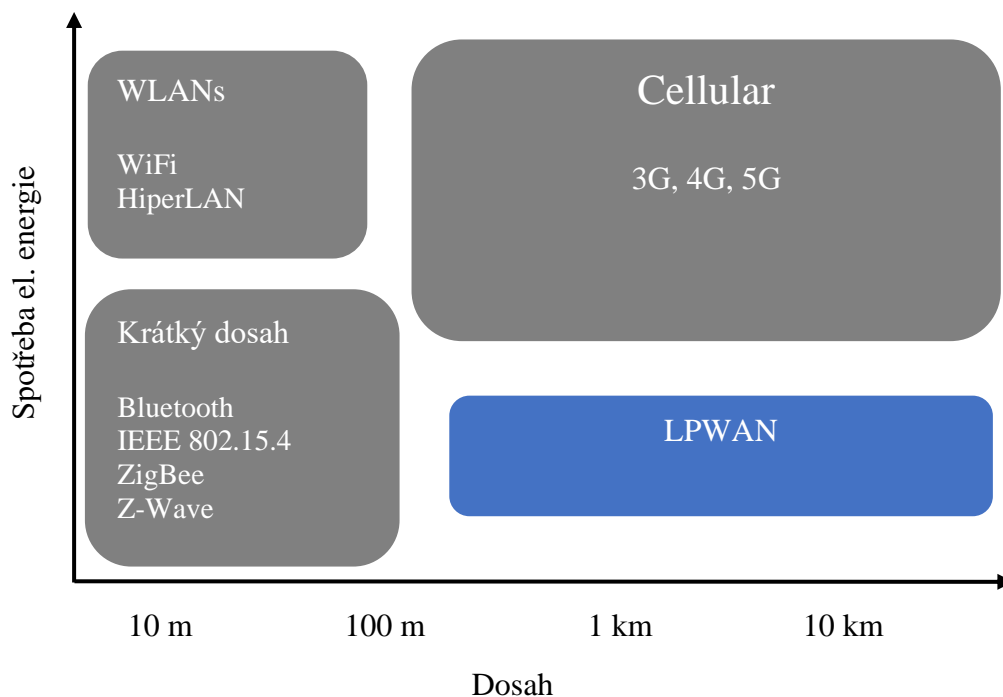 Spotřeba el. energie
WLANs
WiFi
HiperLAN
Cellular
3G, 4G, 5G
Krátký dosah
Bluetooth
IEEE 802.15.4
ZigBee
Z-Wave
LPWAN
10 m
100 m
1 km
10 km
Dosah